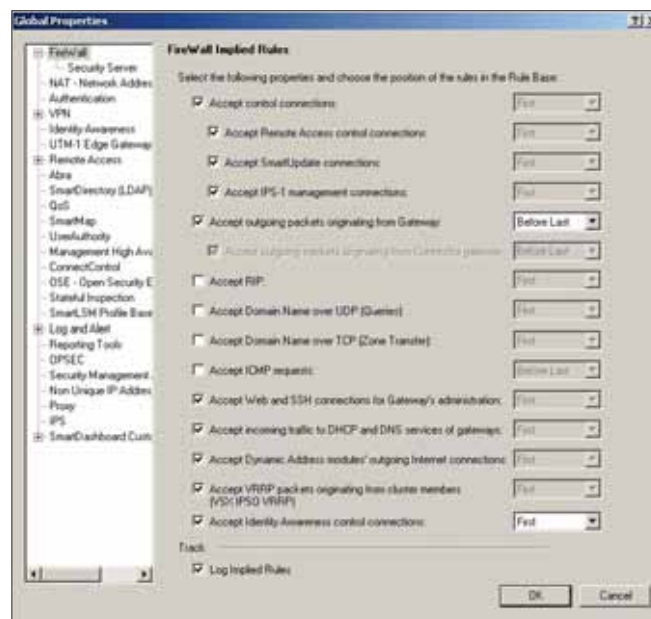 Global Properties
FireWall
Security Server
NAT - Network Addres
Authentication
VPN
Identity Awareness
UTM-1 Edge Gateway
Remote Access
Abra
SmartDirectory (LDAP)
QoS
SmartMap
UserAuthority
Management High Ava
ConnectControl
OSE - Open Security E
Stateful Inspection
SmartLSM Profile Base
Log and Alert
Reporting Tools
OPSEC
Security Management
Non Unique IP Addres
Proxy
IPS
SmartDashboard Cust
FireWall Implied Rules
Select the following properties and choose the position of the rules in the Rule Base:
Accept control connections: First
Accept Remote Access control connections: First
Accept SmartUpdate connections: First
Accept IPS-1 management connections: First
Accept outgoing packets originating from Gateway: Before Last
Accept outgoing packets originating from Connectra gateway: Before Last
Accept RIP: First
Accept Domain Name over UDP (Queries) First
Accept Domain Name over TCP (Zone Transfer): First
Accept ICMP requests: Before Last
Accept Web and SSH connections for Gateway's administration: First
Accept incoming traffic to DHCP and DNS services of gateways: First
Accept Dynamic Address modules' outgoing Internet connections: First
Accept VRRP packets originating from cluster members First
(VSX IPSO VRRP)
Accept Identity Awareness control connections: First
Track
Log Implied Rules
OK Cancel